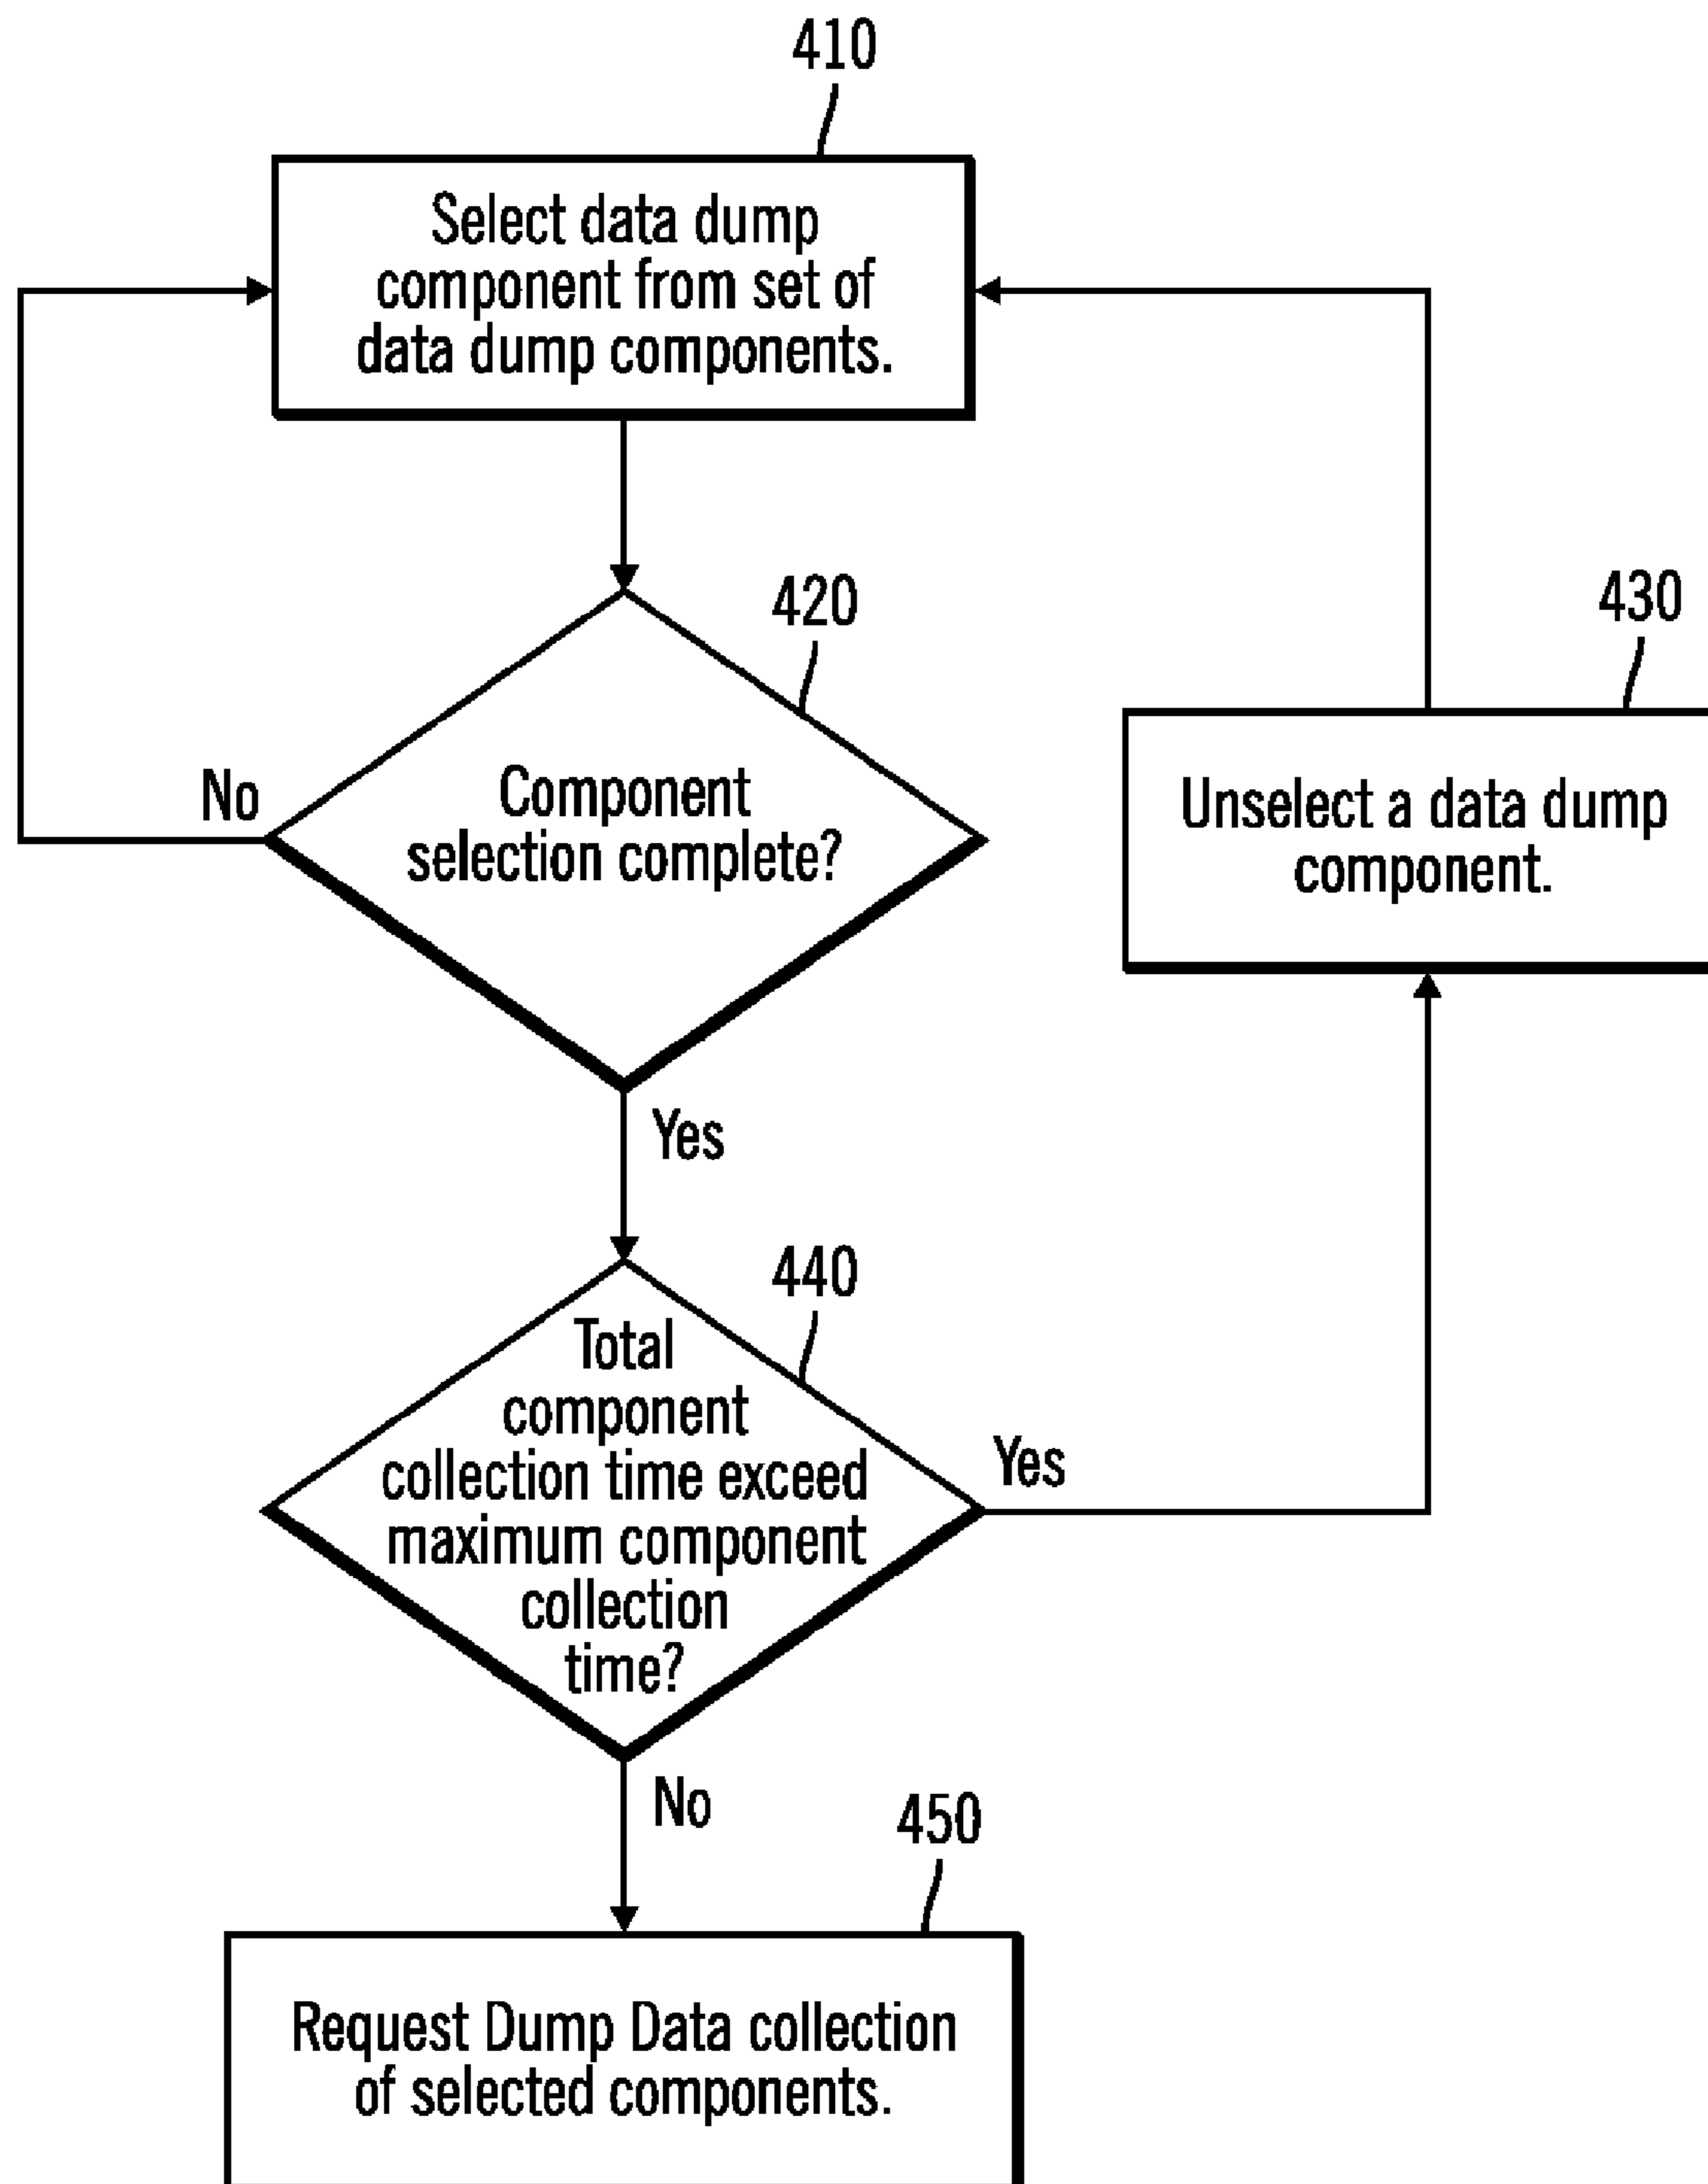 410
Select data dump
component from set of
data dump components.
420
430
No
Component
selection complete?
Unselect a data dump
component.
Yes
440
Total
component
collection time exceed
maximum component
collection
time?
Yes
No
450
Request Dump Data collection
of selected components.